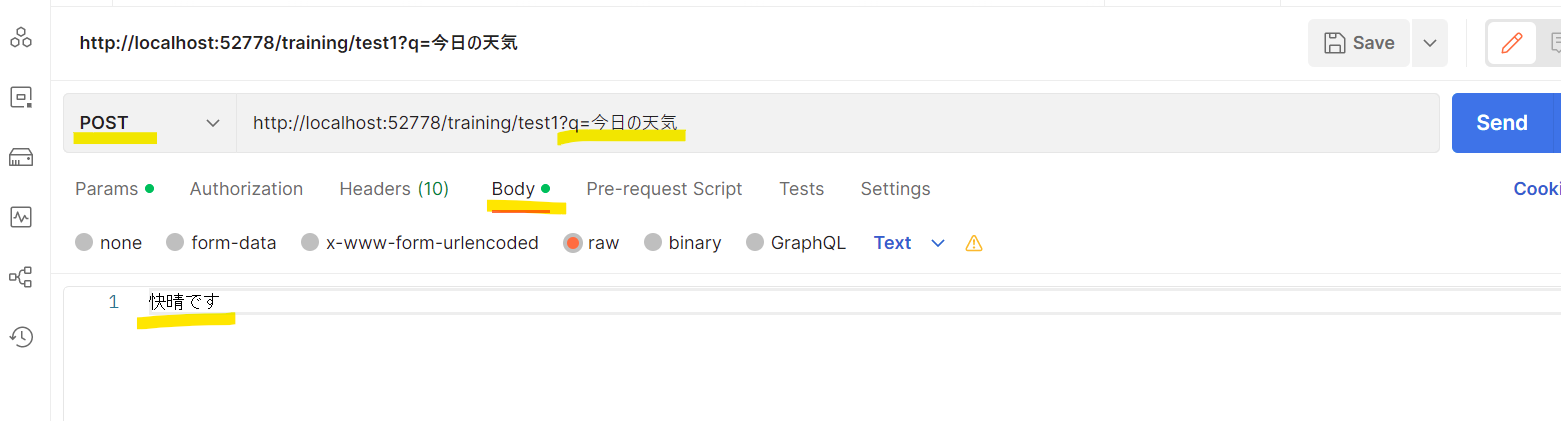 http://localhost:52778/training/test1?q=今日の天気
Save
POST
http://localhost:52778/training/test1?q=今日の天気
Send
Params
Authorization
Headers (10)
Body
Pre-request Script
Tests
Settings
Cooki
none
form-data
x-www-form-urlencoded
raw
binary
GraphQL
Text
1
快晴です